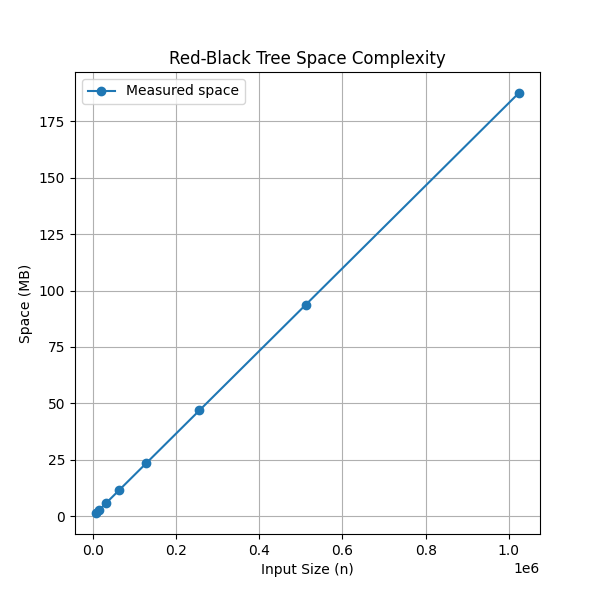 Red-Black Tree Space Complexity
Measured space
Space (MB)
175
150
125
100
75
50
25
0
0.0 0.2 0.4 0.6 0.8 1.0
1e6
Input Size (n)